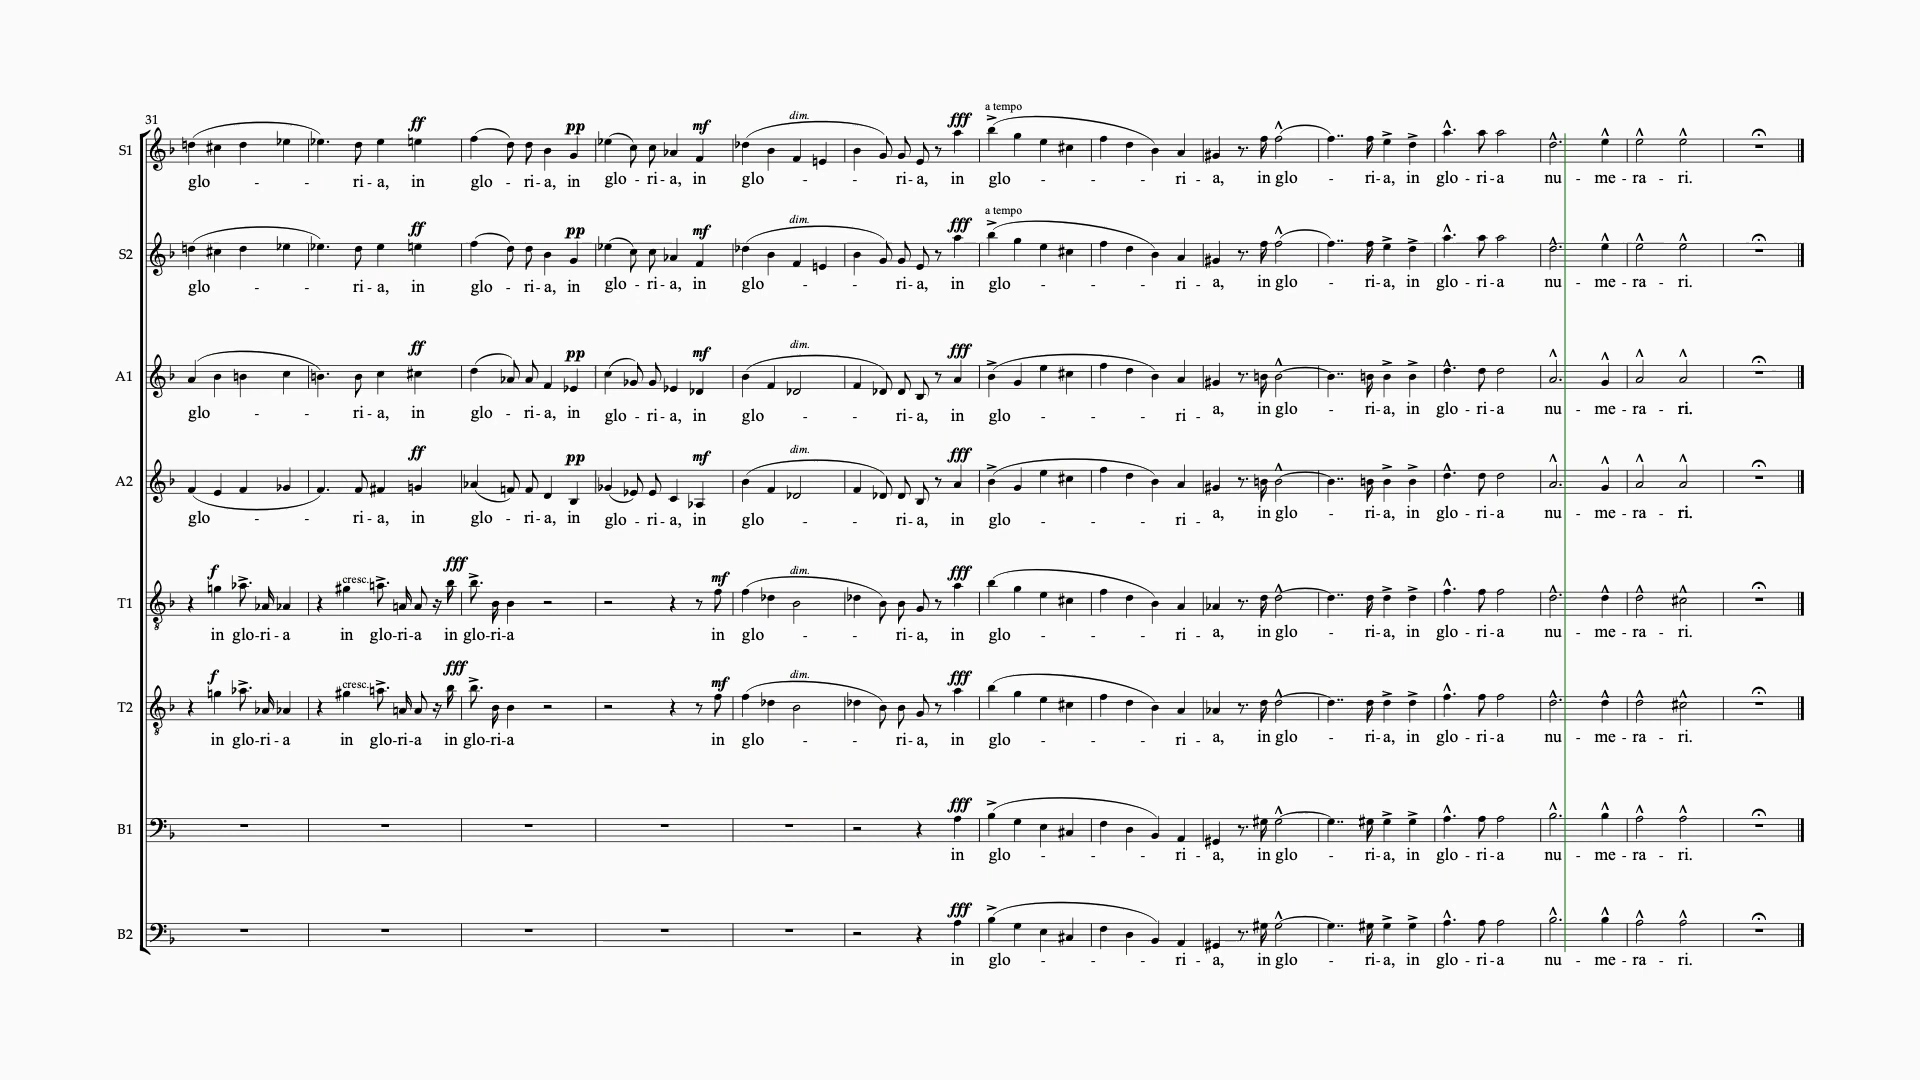 31
a tempo
ff pp mf dim. fff
S1
glo - - - ri - a, in glo - ri - a, in glo - ri - a, in glo - - - ri - a, in glo - - - ri - a, in glo - ri - a, in glo - ri - a nu - me - ra - ri.
a tempo
ff pp mf dim. fff
S2
glo - - - ri - a, in glo - ri - a, in glo - ri - a, in glo - - - ri - a, in glo - - - ri - a, in glo - ri - a, in glo - ri - a nu - me - ra - ri.
ff pp mf dim. fff
A1
glo - - - ri - a, in glo - ri - a, in glo - ri - a, in glo - - - ri - a, in glo - - - ri - a, in glo - ri - a, in glo - ri - a nu - me - ra - ri.
ff pp mf dim. fff
A2
glo - - - ri - a, in glo - ri - a, in glo - ri - a, in glo - - - ri - a, in glo - - - ri - a, in glo - ri - a, in glo - ri - a nu - me - ra - ri.
f cresc. fff mf dim. fff
T1
in glo - ri - a in glo - ri - a in glo - ri - a in glo - - - ri - a, in glo - - - ri - a, in glo - ri - a, in glo - ri - a nu - me - ra - ri.
f cresc. fff mf dim. fff
T2
in glo - ri - a in glo - ri - a in glo - ri - a in glo - - - ri - a, in glo - - - ri - a, in glo - ri - a, in glo - ri - a nu - me - ra - ri.
fff
B1
in glo - - - ri - a, in glo - ri - a, in glo - ri - a nu - me - ra - ri.
fff
B2
in glo - - - ri - a, in glo - ri - a, in glo - ri - a nu - me - ra - ri.